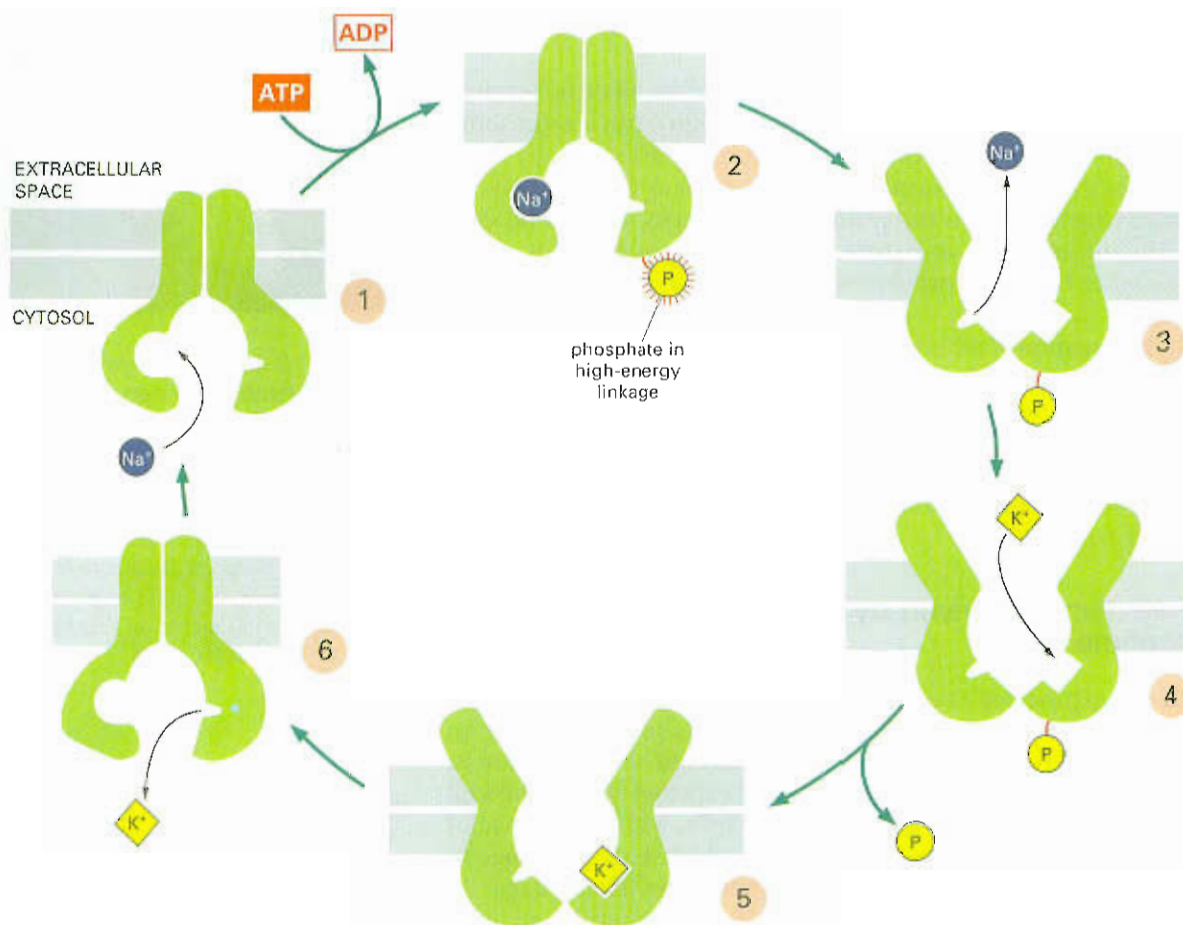 ADP
ATP
EXTRACELLULAR
SPACE
CYTOSOL
1
Na⁺
Na⁺
2
P
phosphate in
high-energy
linkage
Na⁺
3
P
K⁺
4
P
P
K⁺
5
6
K⁺